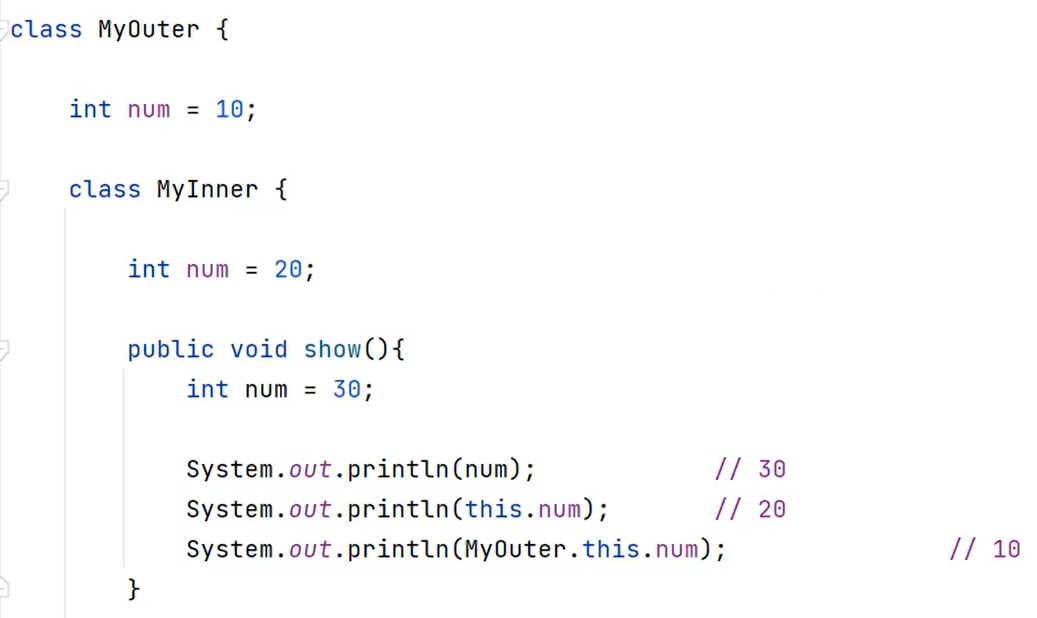 class MyOuter {
int num = 10;
class MyInner {
int num = 20;
public void show(){
int num = 30;
System.out.println(num); // 30
System.out.println(this.num); // 20
System.out.println(MyOuter.this.num); // 10
}